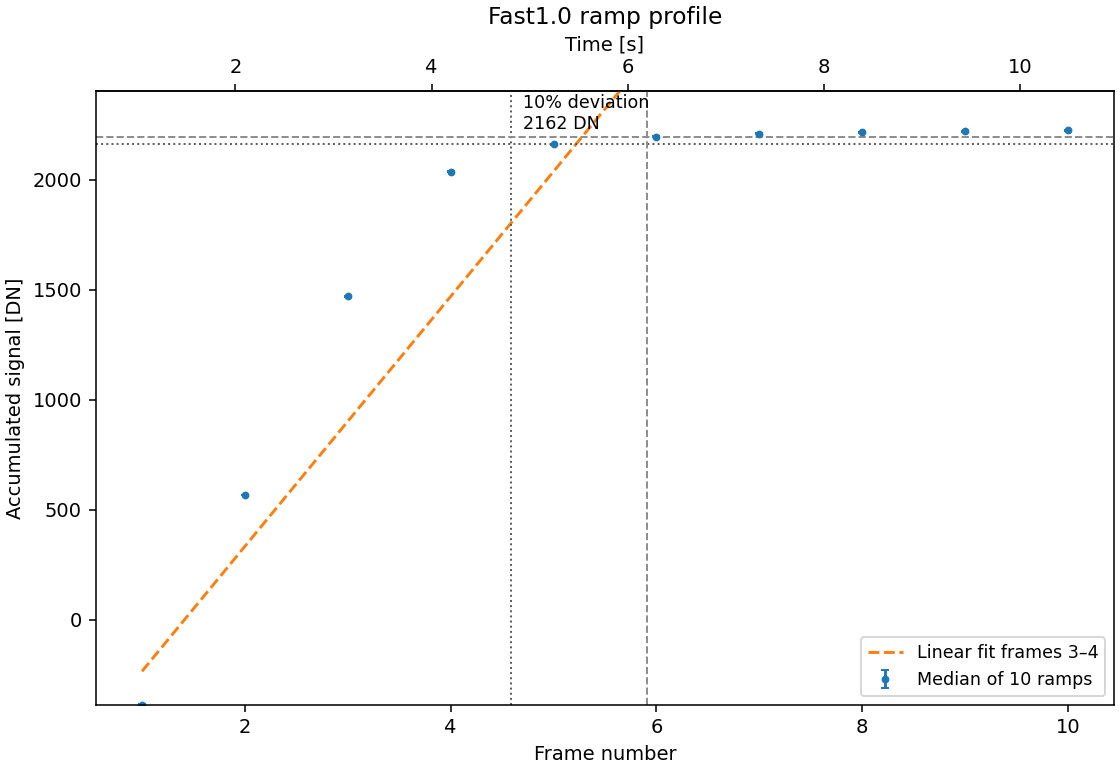 Fast1.0 ramp profile
Time [s]
2 4 6 8 10
10% deviation
2162 DN
Accumulated signal [DN]
2000
1500
1000
500
0
Linear fit frames 3–4
Median of 10 ramps
2 4 6 8 10
Frame number